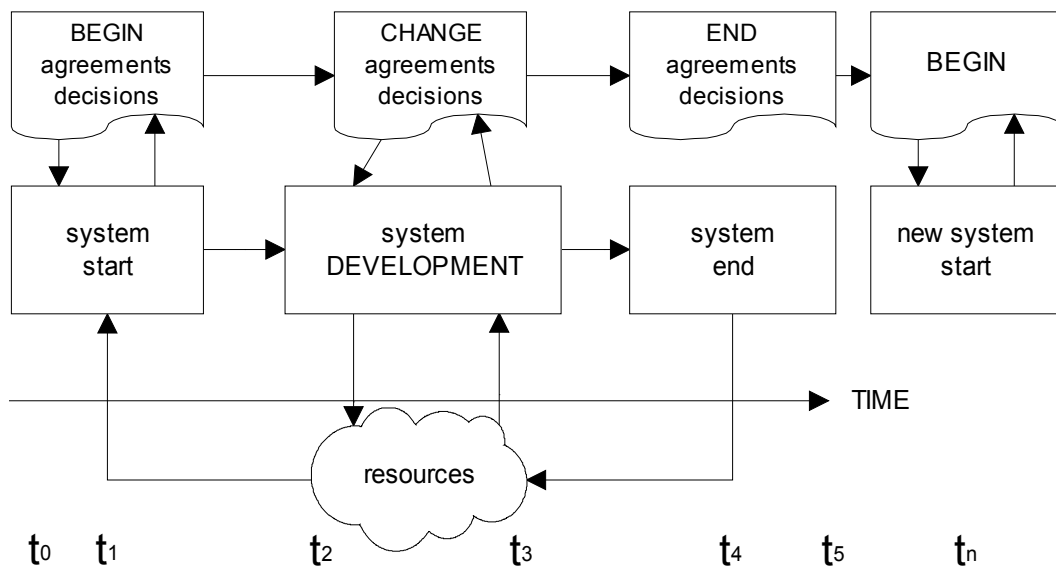 BEGIN
agreements
decisions
CHANGE
agreements
decisions
END
agreements
decisions
BEGIN
system
start
system
DEVELOPMENT
system
end
new system
start
TIME
resources
t0 t1 t2 t3 t4 t5 tn